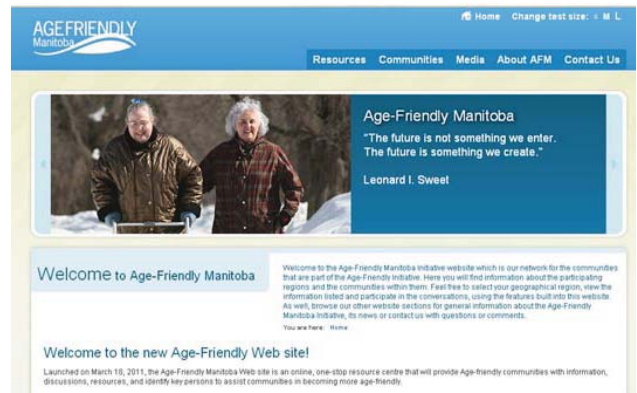 AGE FRIENDLY
Manitoba
Home Change test size: s M L
Resources Communities Media About AFM Contact Us
Age-Friendly Manitoba
"The future is not something we enter.
The future is something we create."
Leonard I. Sweet
Welcome to Age-Friendly Manitoba
Welcome to the Age-Friendly Manitoba Initiative website which is our network for the communities
that are part of the Age-Friendly Initiative. Here you will find information about the participating
regions and the communities within them. Feel free to select your geographical region, view the
information listed and participate in the conversations, using the features built into this website.
As well, browse our other website sections for general information about the Age-Friendly
Manitoba Initiative, its news or contact us with questions or comments.
You are here: Home
Welcome to the new Age-Friendly Web site!
Launched on March 18, 2011, the Age-Friendly Manitoba Web site is an online, one-stop resource centre that will provide Age-friendly communities with information,
discussions, resources, and identify key persons to assist communities in becoming more age-friendly.